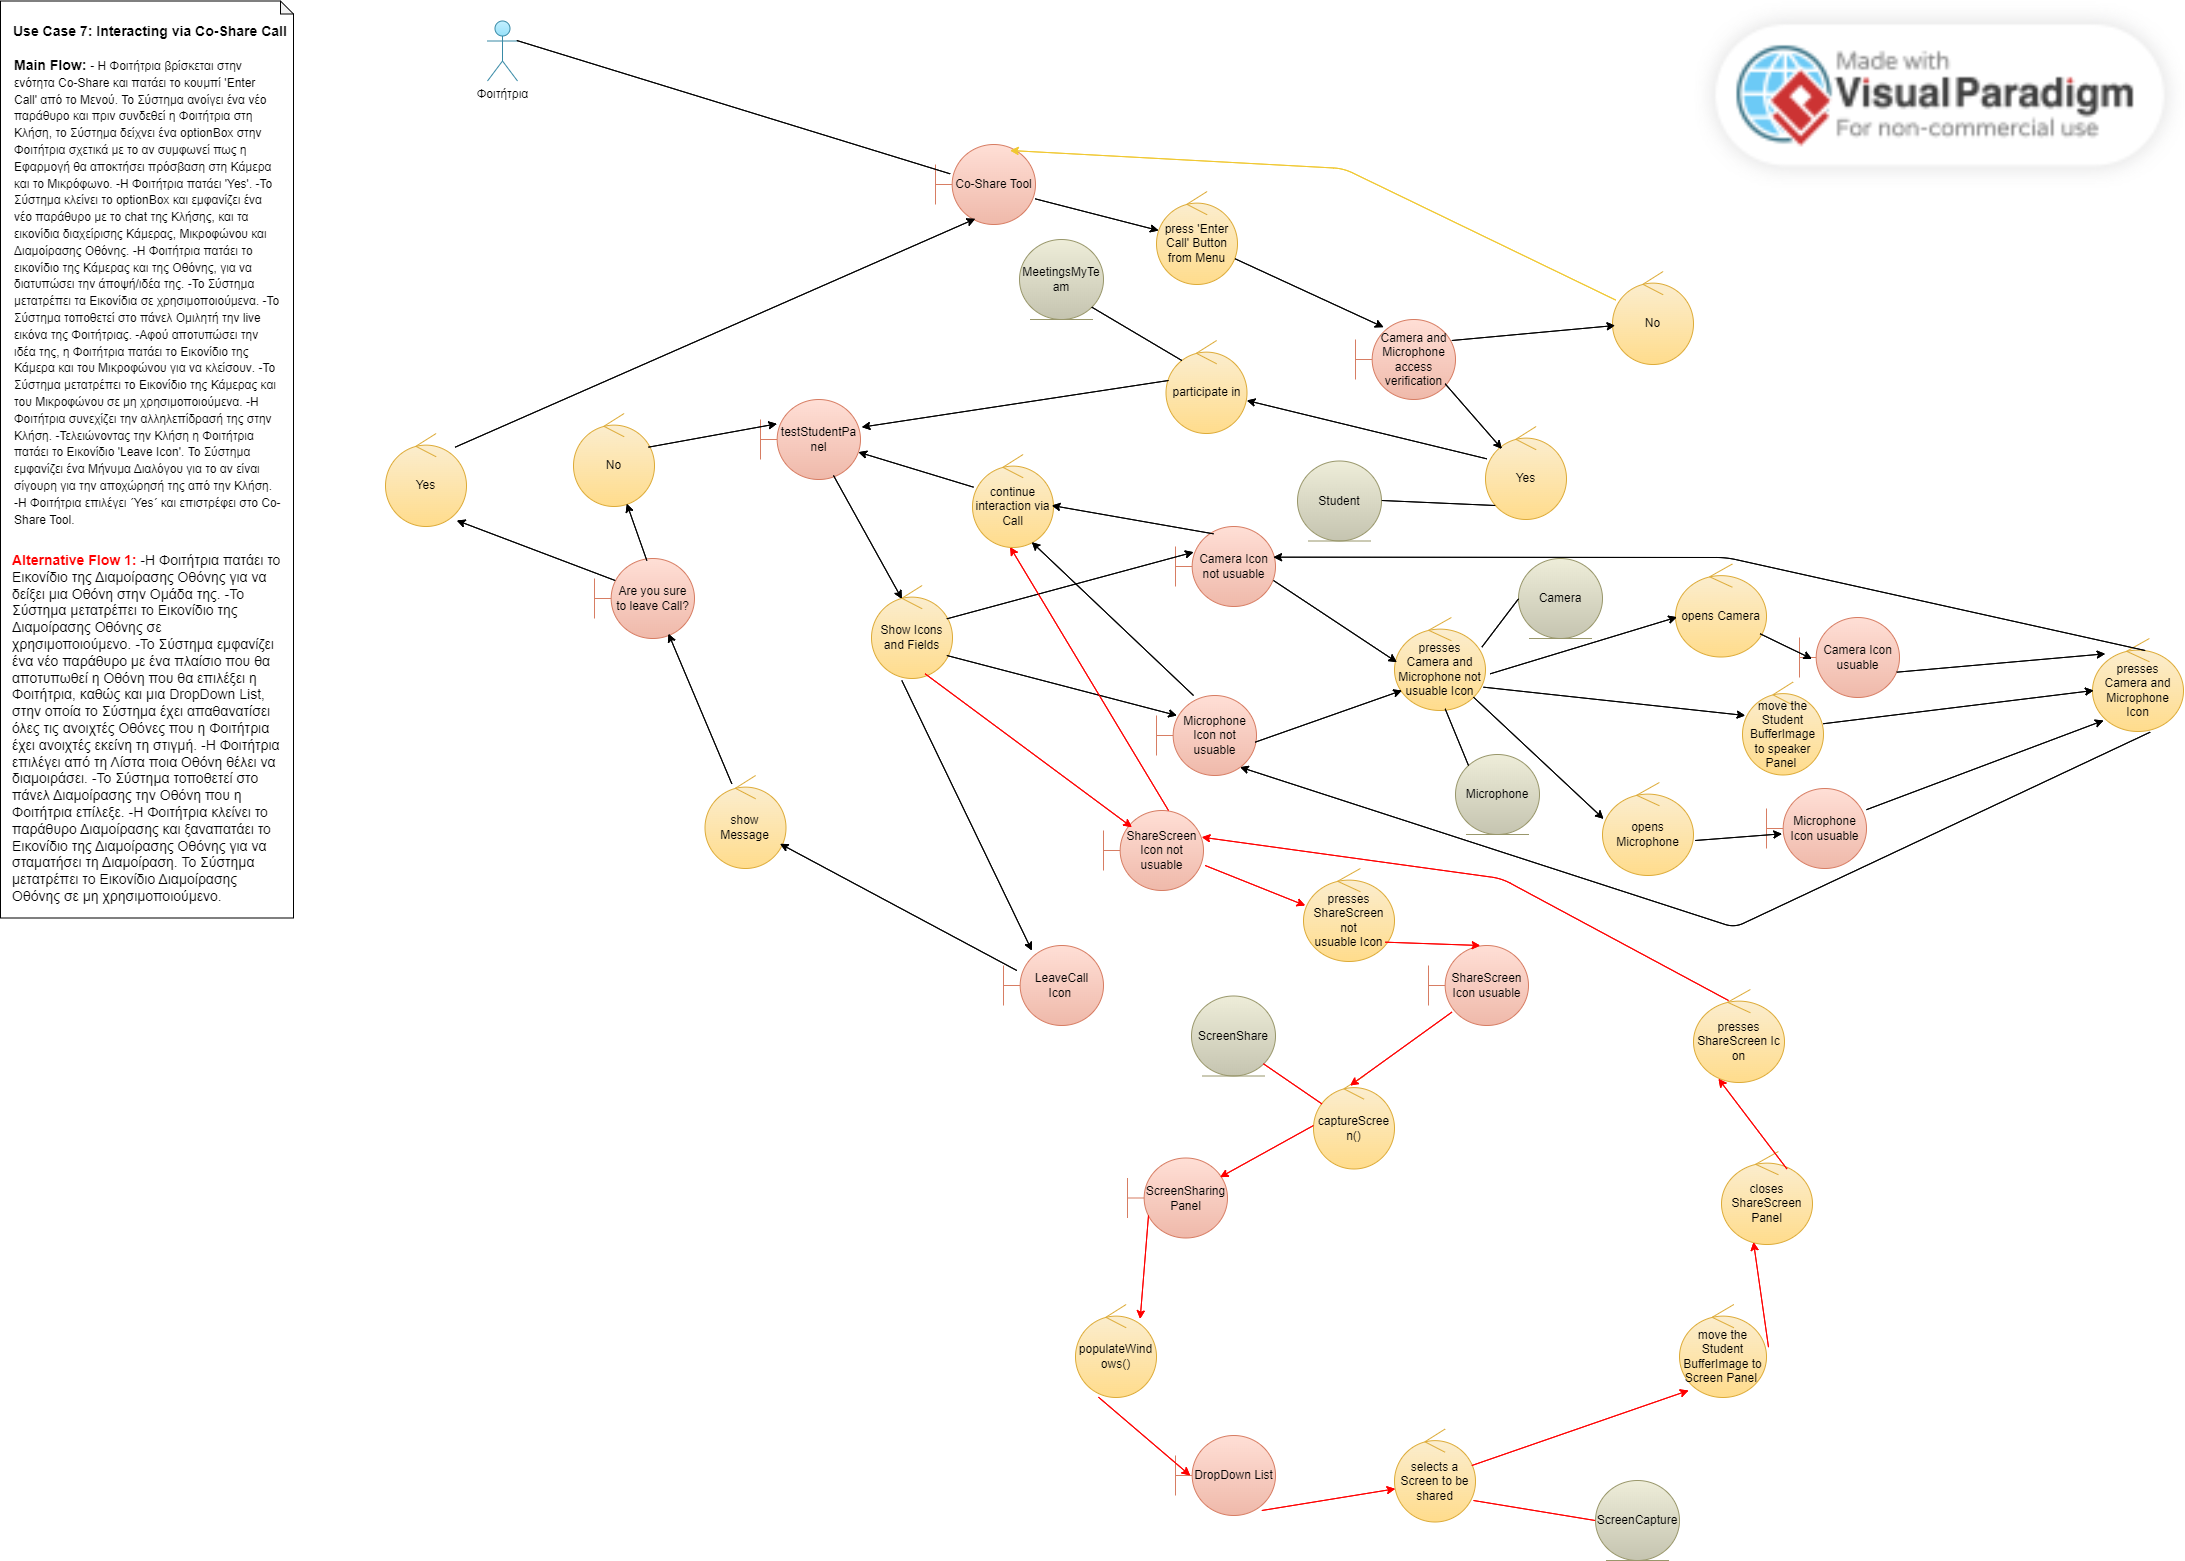 Use Case 7: Interacting via Co-Share Call
Main Flow: - Η Φοιτήτρια βρίσκεται στην
ενότητα Co-Share και πατάει το κουμπί 'Enter
Call' από το Μενού. Το Σύστημα ανοίγει ένα νέο
παράθυρο και πριν συνδεθεί η Φοιτήτρια στη
Κλήση, το Σύστημα δείχνει ένα optionBox στην
Φοιτήτρια σχετικά με το αν συμφωνεί πως η
Εφαρμογή θα αποκτήσει πρόσβαση στη Κάμερα
και το Μικρόφωνο. -Η Φοιτήτρια πατάει 'Yes'. -Το
Σύστημα κλείνει το optionBox και εμφανίζει ένα
νέο παράθυρο με το chat της Κλήσης, και τα
εικονίδια διαχείρισης Κάμερας, Μικροφώνου και
Διαμοίρασης Οθόνης. -Η Φοιτήτρια πατάει το
εικονίδιο της Κάμερας και της Οθόνης, για να
διατυπώσει την άποψή/ιδέα της. -Το Σύστημα
μετατρέπει τα Εικονίδια σε χρησιμοποιούμενα. -Το
Σύστημα τοποθετεί στο πάνελ Ομιλητή την live
εικόνα της Φοιτήτριας. -Αφού αποτυπώσει την
ιδέα της, η Φοιτήτρια πατάει το Εικονίδιο της
Κάμερα και του Μικροφώνου για να κλείσουν. -Το
Σύστημα μετατρέπει το Εικονίδιο της Κάμερας και
του Μικροφώνου σε μη χρησιμοποιούμενα. -Η
Φοιτήτρια συνεχίζει την αλληλεπίδρασή της στην
Κλήση. -Τελειώνοντας την Κλήση η Φοιτήτρια
πατάει το Εικονίδιο 'Leave Icon'. Το Σύστημα
εμφανίζει ένα Μήνυμα Διαλόγου για το αν είναι
σίγουρη για την αποχώρησή της από την Κλήση.
-Η Φοιτήτρια επιλέγει ΄Yes΄ και επιστρέφει στο Co-
Share Tool.
Alternative Flow 1: -Η Φοιτήτρια πατάει το
Εικονίδιο της Διαμοίρασης Οθόνης για να
δείξει μια Οθόνη στην Ομάδα της. -Το
Σύστημα μετατρέπει το Εικονίδιο της
Διαμοίρασης Οθόνης σε
χρησιμοποιούμενο. -Το Σύστημα εμφανίζει
ένα νέο παράθυρο με ένα πλαίσιο που θα
αποτυπωθεί η Οθόνη που θα επιλέξει η
Φοιτήτρια, καθώς και μια DropDown List,
στην οποία το Σύστημα έχει απαθανατίσει
όλες τις ανοιχτές Οθόνες που η Φοιτήτρια
έχει ανοιχτές εκείνη τη στιγμή. -Η Φοιτήτρια
επιλέγει από τη Λίστα ποια Οθόνη θέλει να
διαμοιράσει. -Το Σύστημα τοποθετεί στο
πάνελ Διαμοίρασης την Οθόνη που η
Φοιτήτρια επίλεξε. -Η Φοιτήτρια κλείνει το
παράθυρο Διαμοίρασης και ξαναπατάει το
Εικονίδιο της Διαμοίρασης Οθόνης για να
σταματήσει τη Διαμοίραση. Το Σύστημα
μετατρέπει το Εικονίδιο Διαμοίρασης
Οθόνης σε μη χρησιμοποιούμενο.
Φοιτήτρια
Made with
Visual Paradigm
For non-commercial use
Co-Share Tool
press 'Enter
Call' Button
from Menu
MeetingsMyTe
am
Camera and
Microphone
access
verification
No
participate in
testStudentPa
nel
No
Yes
Yes
Student
continue
interaction via
Call
Camera Icon
not usuable
Are you sure
to leave Call?
Show Icons
and Fields
Camera
opens Camera
presses
Camera and
Microphone not
usuable Icon
Camera Icon
usuable
presses
Camera and
Microphone
Icon
Microphone
Icon not
usuable
move the
Student
BufferImage
to speaker
Panel
Microphone
opens
Microphone
Microphone
Icon usuable
show
Message
ShareScreen
Icon not
usuable
presses
ShareScreen
not
usuable Icon
LeaveCall
Icon
ShareScreen
Icon usuable
ScreenShare
presses
ShareScreen Ic
on
captureScree
n()
ScreenSharing
Panel
closes
ShareScreen
Panel
populateWind
ows()
move the
Student
BufferImage to
Screen Panel
DropDown List
selects a
Screen to be
shared
ScreenCapture